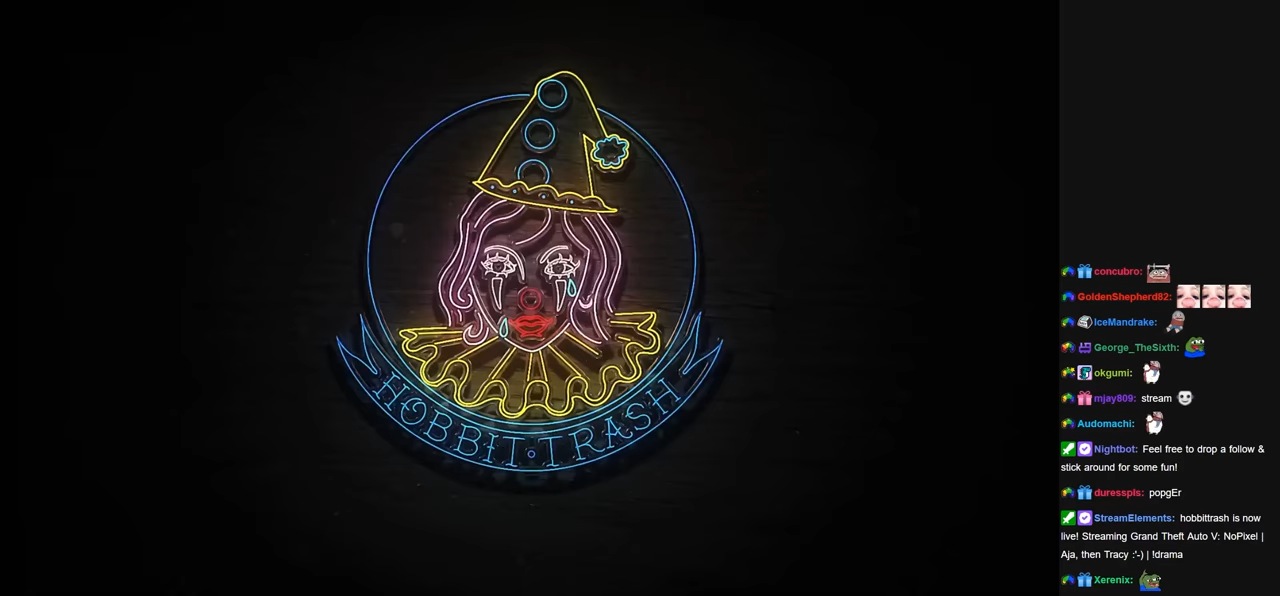 HOBBIT·TRASH
concubro:
GoldenShepherd82:
IceMandrake:
George_TheSixth:
okgumi:
mjay809: stream
Audomachi:
Nightbot: Feel free to drop a follow &
stick around for some fun!
duresspls: popgEr
StreamElements: hobbittrash is now
live! Streaming Grand Theft Auto V: NoPixel |
Aja, then Tracy :'-) | !drama
Xerenix: